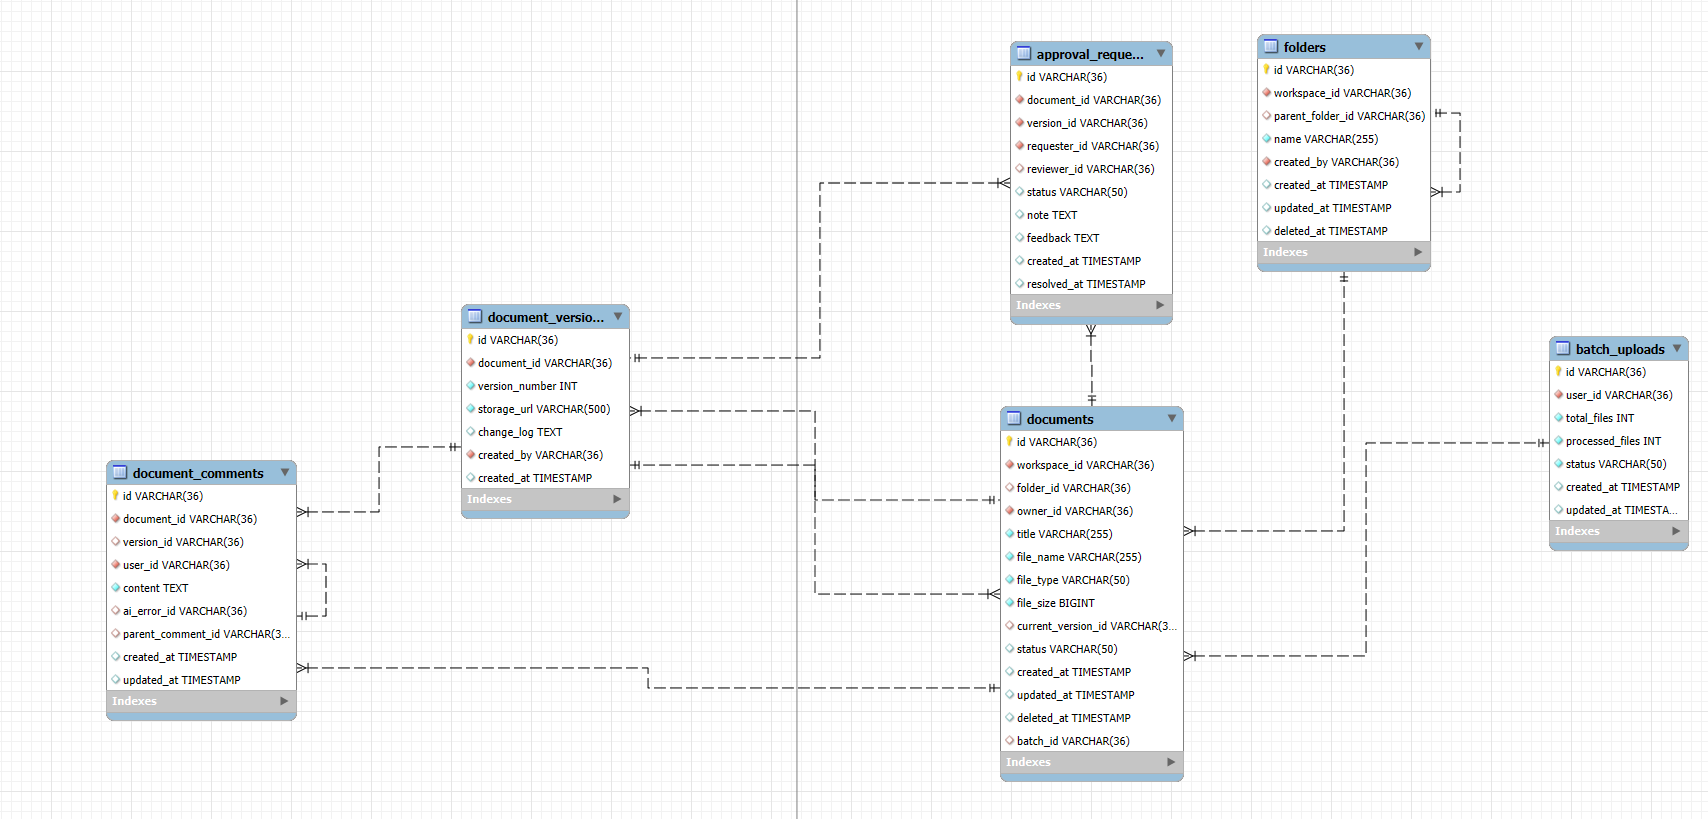 approval_reque...
id VARCHAR(36)
document_id VARCHAR(36)
version_id VARCHAR(36)
requester_id VARCHAR(36)
reviewer_id VARCHAR(36)
status VARCHAR(50)
note TEXT
feedback TEXT
created_at TIMESTAMP
resolved_at TIMESTAMP
Indexes
folders
id VARCHAR(36)
workspace_id VARCHAR(36)
parent_folder_id VARCHAR(36)
name VARCHAR(255)
created_by VARCHAR(36)
created_at TIMESTAMP
updated_at TIMESTAMP
deleted_at TIMESTAMP
Indexes
document_versio...
id VARCHAR(36)
document_id VARCHAR(36)
version_number INT
storage_url VARCHAR(500)
change_log TEXT
created_by VARCHAR(36)
created_at TIMESTAMP
Indexes
batch_uploads
id VARCHAR(36)
user_id VARCHAR(36)
total_files INT
processed_files INT
status VARCHAR(50)
created_at TIMESTAMP
updated_at TIMESTA...
Indexes
documents
id VARCHAR(36)
workspace_id VARCHAR(36)
folder_id VARCHAR(36)
owner_id VARCHAR(36)
title VARCHAR(255)
file_name VARCHAR(255)
file_type VARCHAR(50)
file_size BIGINT
current_version_id VARCHAR(3...
status VARCHAR(50)
created_at TIMESTAMP
updated_at TIMESTAMP
deleted_at TIMESTAMP
batch_id VARCHAR(36)
Indexes
document_comments
id VARCHAR(36)
document_id VARCHAR(36)
version_id VARCHAR(36)
user_id VARCHAR(36)
content TEXT
ai_error_id VARCHAR(36)
parent_comment_id VARCHAR(3...
created_at TIMESTAMP
updated_at TIMESTAMP
Indexes